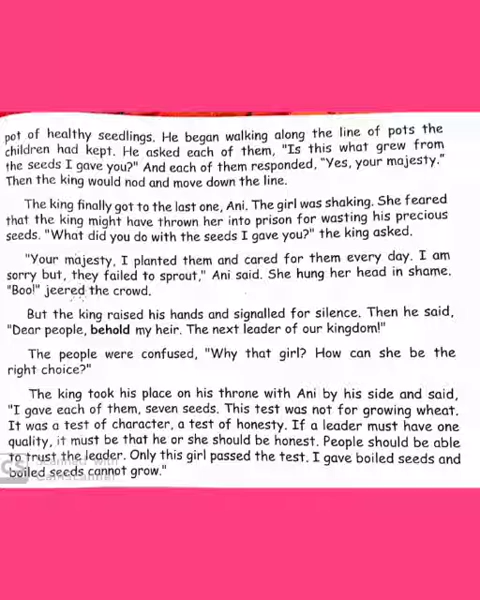 pot of healthy seedlings. He began walking along the line of pots the
children had kept. He asked each of them, "Is this what grew from
the seeds I gave you?" And each of them responded, "Yes, your majesty."
Then the king would nod and move down the line.
The king finally got to the last one, Ani. The girl was shaking. She feared
that the king might have thrown her into prison for wasting his precious
seeds. "What did you do with the seeds I gave you?" the king asked.
"Your majesty, I planted them and cared for them every day. I am
sorry but, they failed to sprout," Ani said. She hung her head in shame.
"Boo!" jeered the crowd.
But the king raised his hands and signalled for silence. Then he said,
"Dear people, behold my heir. The next leader of our kingdom!"
The people were confused, "Why that girl? How can she be the
right choice?"
The king took his place on his throne with Ani by his side and said,
"I gave each of them, seven seeds. This test was not for growing wheat.
It was a test of character, a test of honesty. If a leader must have one
quality, it must be that he or she should be honest. People should be able
to trust the leader. Only this girl passed the test. I gave boiled seeds and
boiled seeds cannot grow."
CS Scanned with
CamScanner